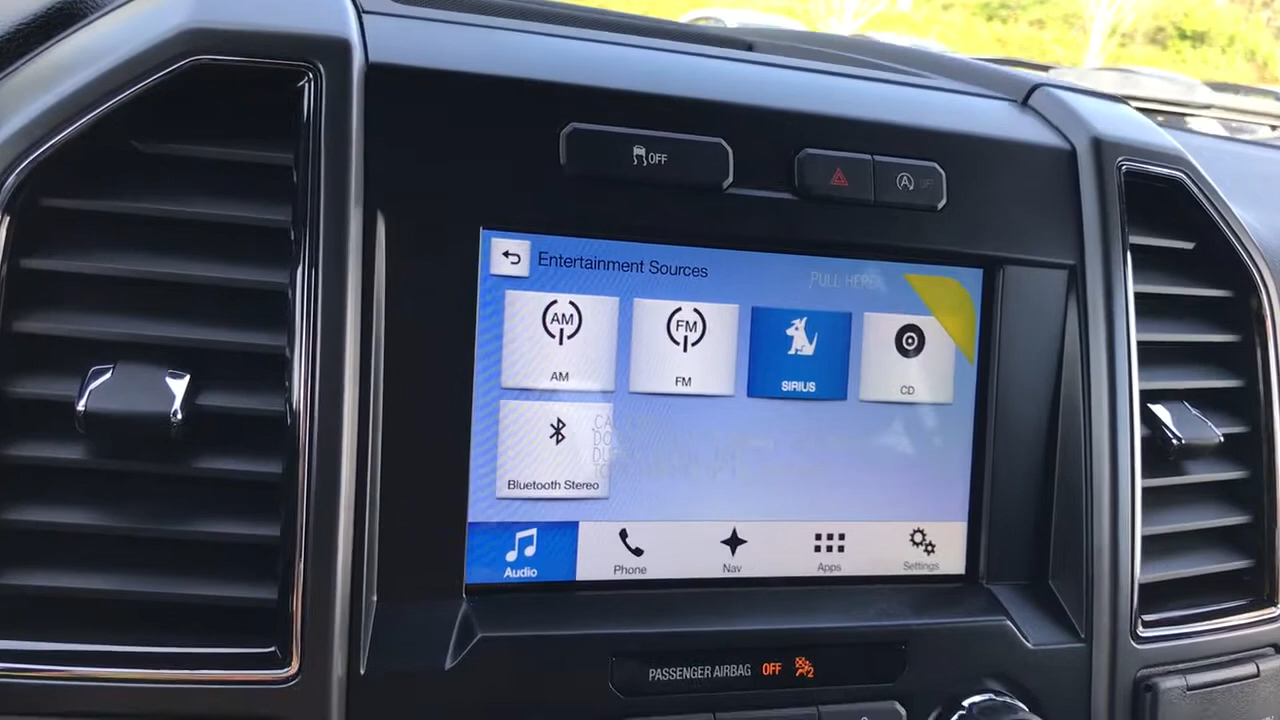 OFF
Entertainment Sources
PULL HERE
AM
FM
AM
FM
SIRIUS
CD
Bluetooth Stereo
Audio
Phone
Nav
Apps
Settings
PASSENGER AIRBAG OFF 2